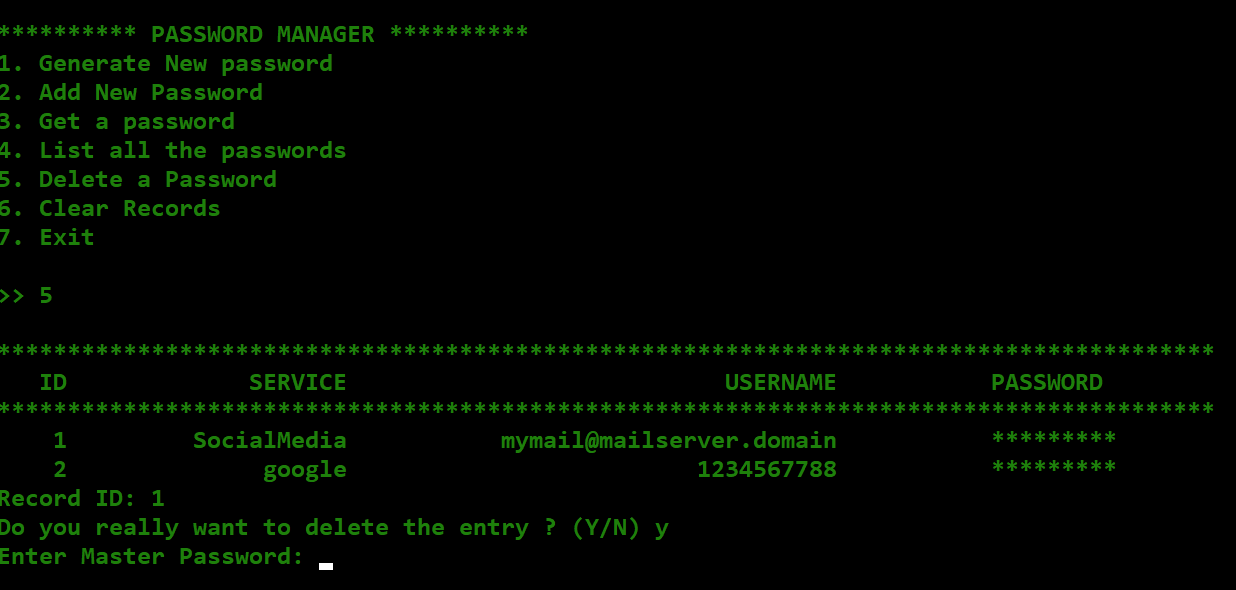 ********** PASSWORD MANAGER **********
1. Generate New password
2. Add New Password
3. Get a password
4. List all the passwords
5. Delete a Password
6. Clear Records
7. Exit
>> 5
***************************************************************************************
ID SERVICE USERNAME PASSWORD
***************************************************************************************
1 SocialMedia mymail@mailserver.domain *********
2 google 1234567788 *********
Record ID: 1
Do you really want to delete the entry ? (Y/N) y
Enter Master Password: